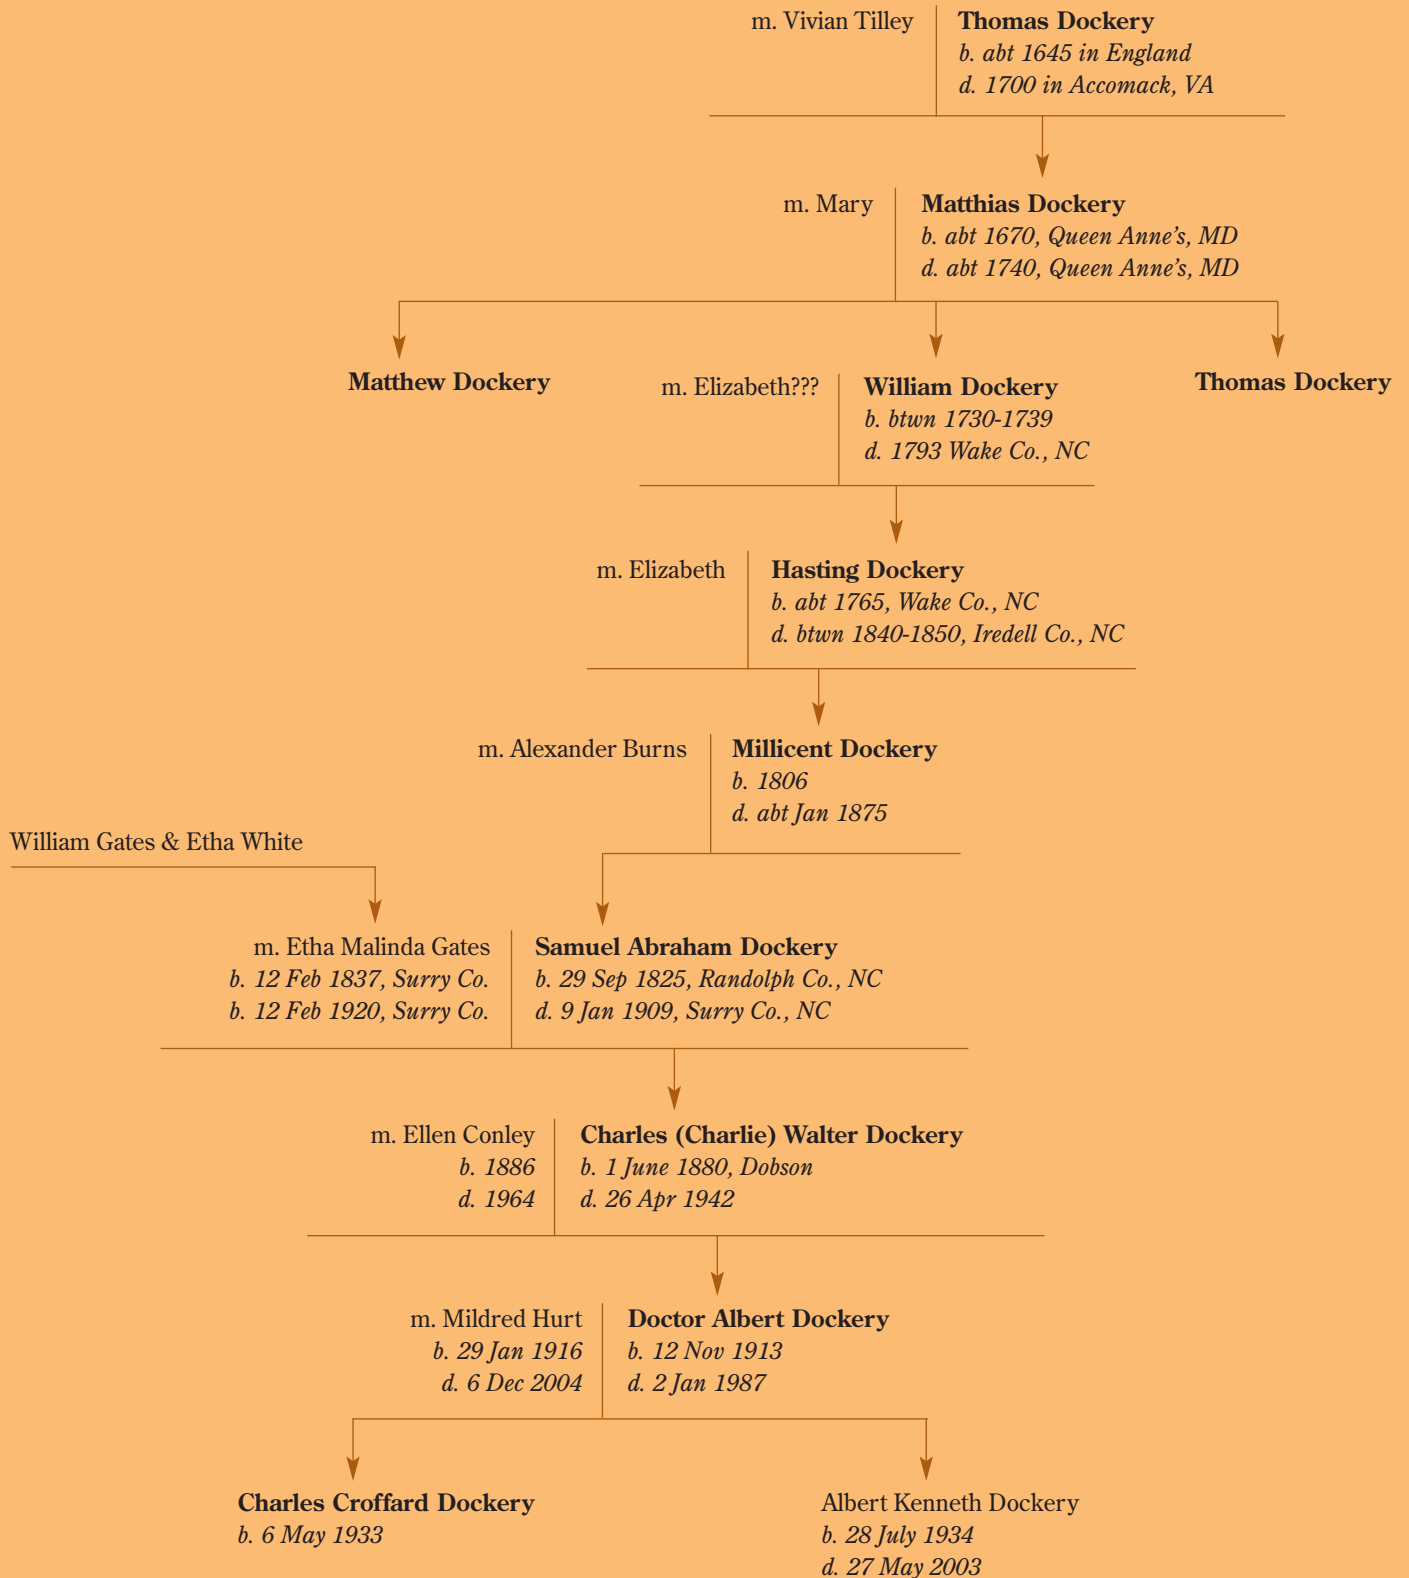 m. Vivian Tilley
Thomas Dockery
b. abt 1645 in England
d. 1700 in Accomack, VA
m. Mary
Matthias Dockery
b. abt 1670, Queen Anne's, MD
d. abt 1740, Queen Anne's, MD
Matthew Dockery
m. Elizabeth???
William Dockery
b. btwn 1730-1739
d. 1793 Wake Co., NC
Thomas Dockery
m. Elizabeth
Hasting Dockery
b. abt 1765, Wake Co., NC
d. btwn 1840-1850, Iredell Co., NC
m. Alexander Burns
Millicent Dockery
b. 1806
d. abt Jan 1875
William Gates & Etha White
m. Etha Malinda Gates
b. 12 Feb 1837, Surry Co.
b. 12 Feb 1920, Surry Co.
Samuel Abraham Dockery
b. 29 Sep 1825, Randolph Co., NC
d. 9 Jan 1909, Surry Co., NC
m. Ellen Conley
b. 1886
d. 1964
Charles (Charlie) Walter Dockery
b. 1 June 1880, Dobson
d. 26 Apr 1942
m. Mildred Hurt
b. 29 Jan 1916
d. 6 Dec 2004
Doctor Albert Dockery
b. 12 Nov 1913
d. 2 Jan 1987
Charles Croffard Dockery
b. 6 May 1933
Albert Kenneth Dockery
b. 28 July 1934
d. 27 May 2003